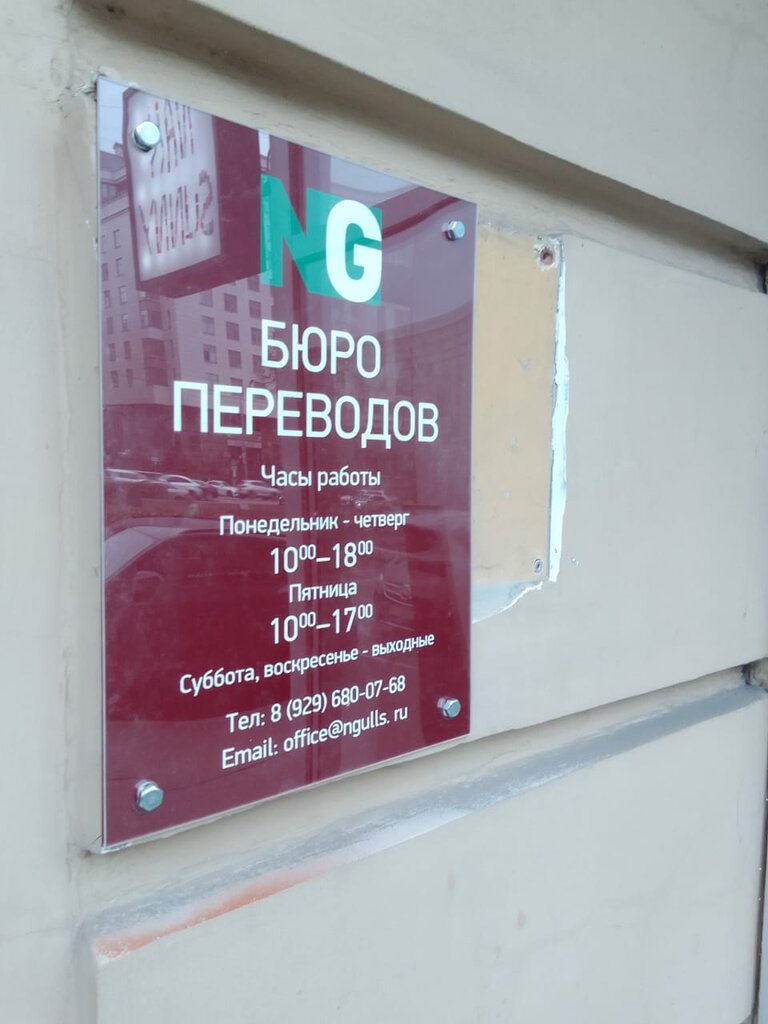 NG
БЮРО
ПЕРЕВОДОВ
Часы работы
Понедельник - четверг
10⁰⁰–18⁰⁰
Пятница
10⁰⁰–17⁰⁰
Суббота, воскресенье - выходные
Тел: 8 (929) 680-07-68
Email: office@ngulls. ru